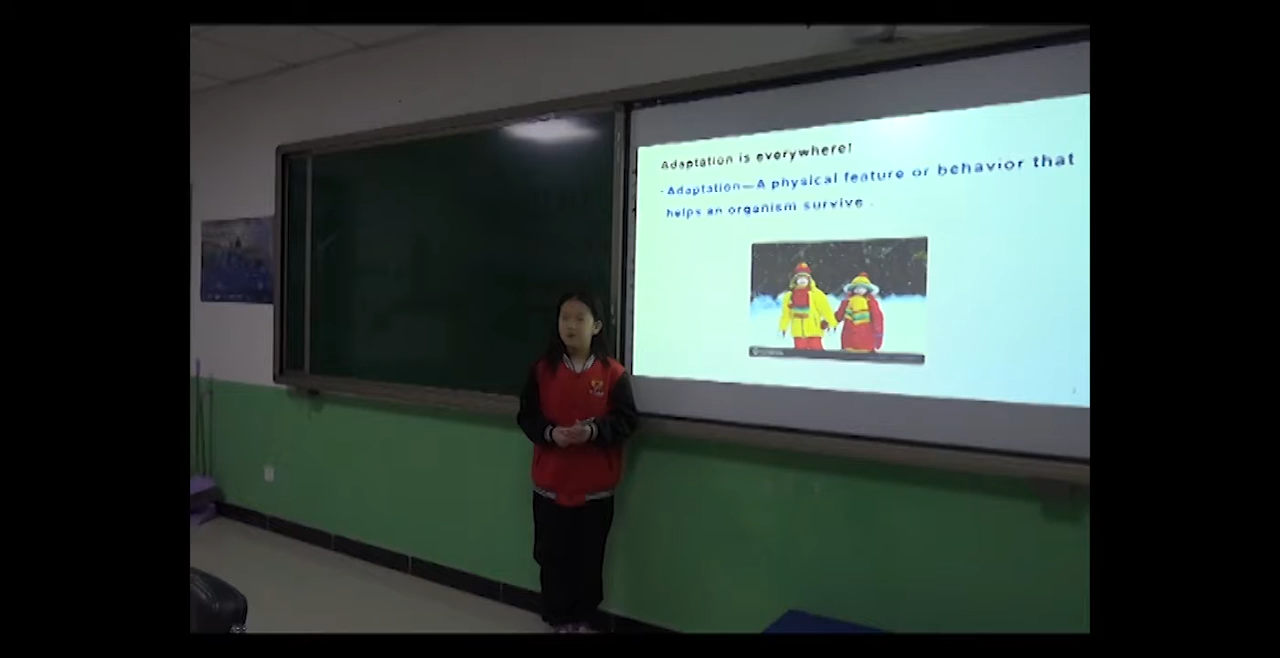 Adaptation is everywhere!
· Adaptation—A physical feature or behavior that
helps an organism survive .